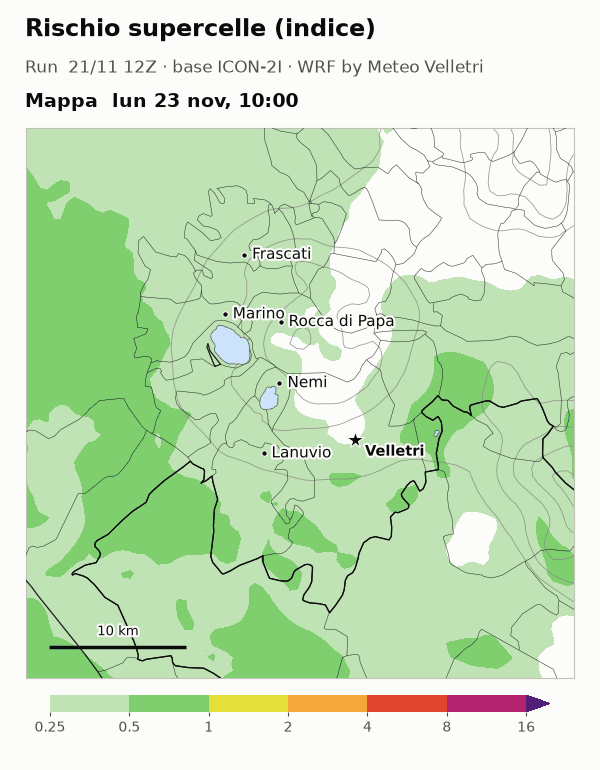 Rischio supercelle (indice)
Run  21/11 12Z · base ICON-2I · WRF by Meteo Velletri
Mappa  lun 23 nov, 10:00
Frascati
Marino
Rocca di Papa
Nemi
Velletri
Lanuvio
10 km
0.25 0.5 1 2 4 8 16